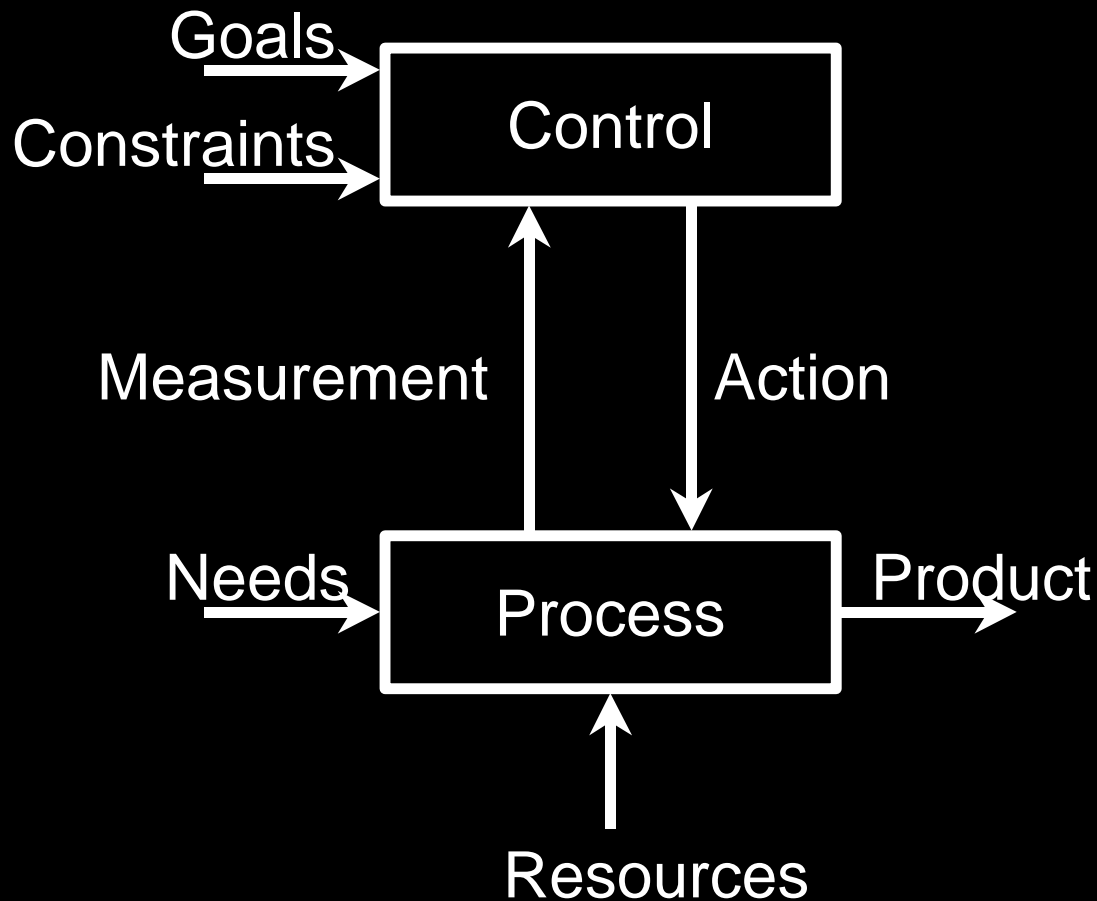 Goals
Control
Constraints
Measurement
Action
Needs
Product
Process
Resources